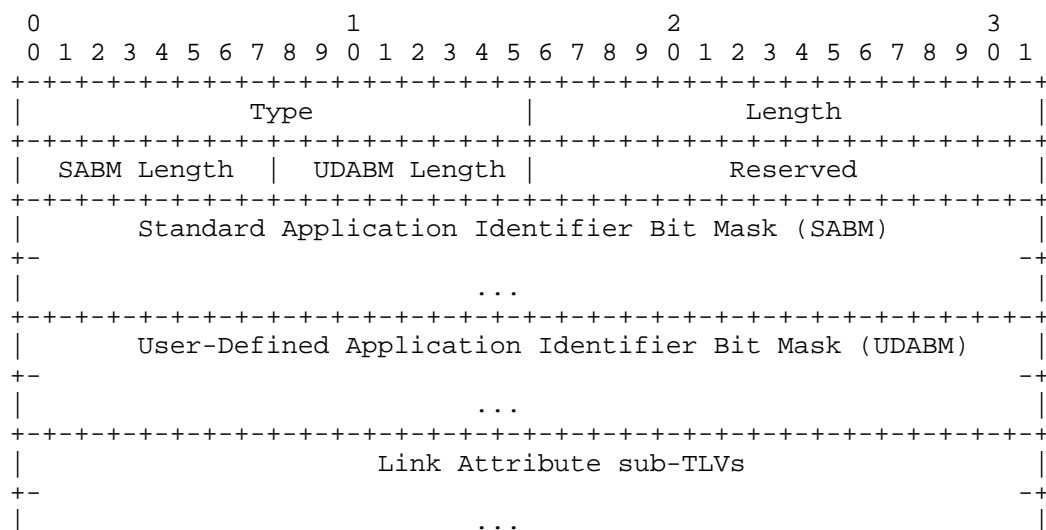 0                   1                   2                   3
 0 1 2 3 4 5 6 7 8 9 0 1 2 3 4 5 6 7 8 9 0 1 2 3 4 5 6 7 8 9 0 1
+-+-+-+-+-+-+-+-+-+-+-+-+-+-+-+-+-+-+-+-+-+-+-+-+-+-+-+-+-+-+-+-+
|              Type             |             Length            |
+-+-+-+-+-+-+-+-+-+-+-+-+-+-+-+-+-+-+-+-+-+-+-+-+-+-+-+-+-+-+-+-+
|  SABM Length  |  UDABM Length |            Reserved           |
+-+-+-+-+-+-+-+-+-+-+-+-+-+-+-+-+-+-+-+-+-+-+-+-+-+-+-+-+-+-+-+-+
|       Standard Application Identifier Bit Mask (SABM)         |
+-                                                             -+
|                            ...                                |
+-+-+-+-+-+-+-+-+-+-+-+-+-+-+-+-+-+-+-+-+-+-+-+-+-+-+-+-+-+-+-+-+
|       User-Defined Application Identifier Bit Mask (UDABM)    |
+-                                                             -+
|                            ...                                |
+-+-+-+-+-+-+-+-+-+-+-+-+-+-+-+-+-+-+-+-+-+-+-+-+-+-+-+-+-+-+-+-+
|                      Link Attribute sub-TLVs                  |
+-                                                             -+
|                            ...                                |